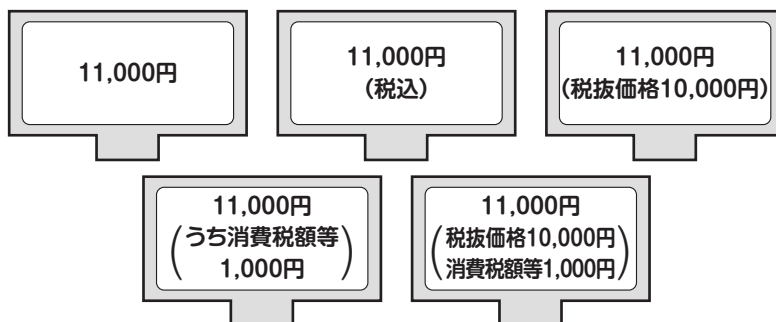 11,000円
11,000円
(税込)
11,000円
(税抜価格10,000円)
11,000円
(うち消費税額等
1,000円)
11,000円
(税抜価格10,000円
消費税額等1,000円)